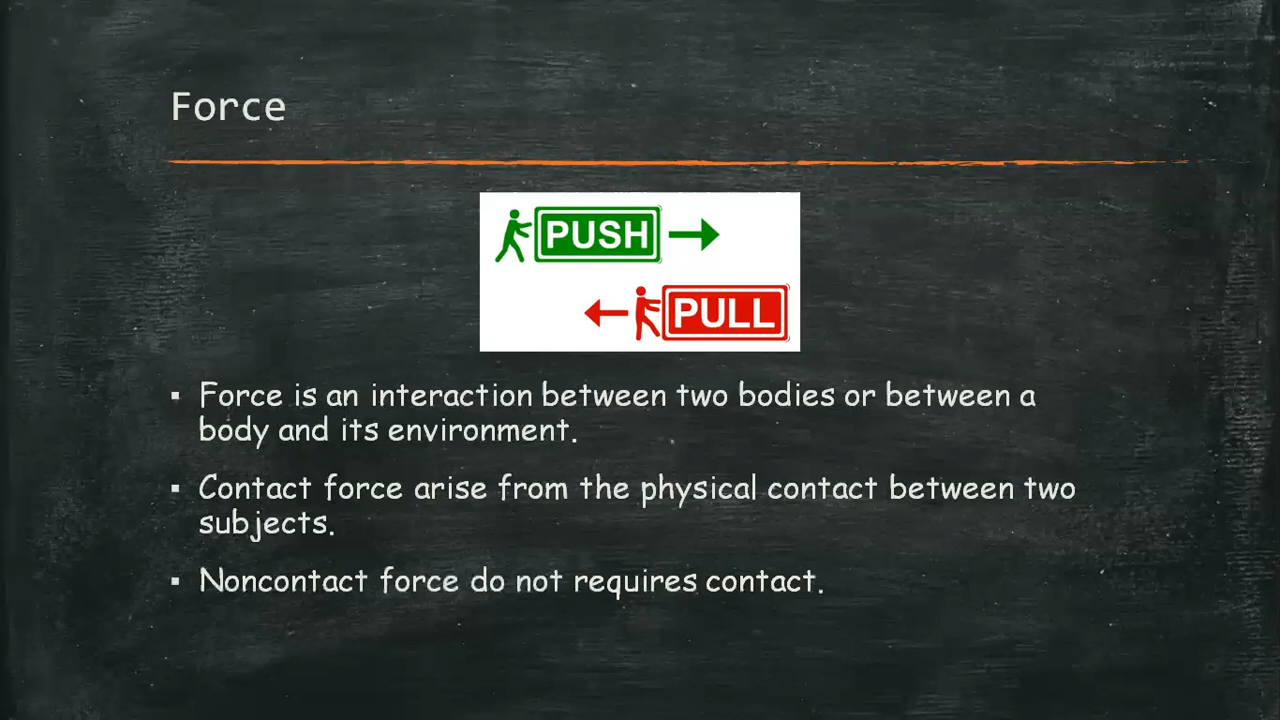 Force
PUSH
PULL
▪ Force is an interaction between two bodies or between a
body and its environment.
▪ Contact force arise from the physical contact between two
subjects.
▪ Noncontact force do not requires contact.